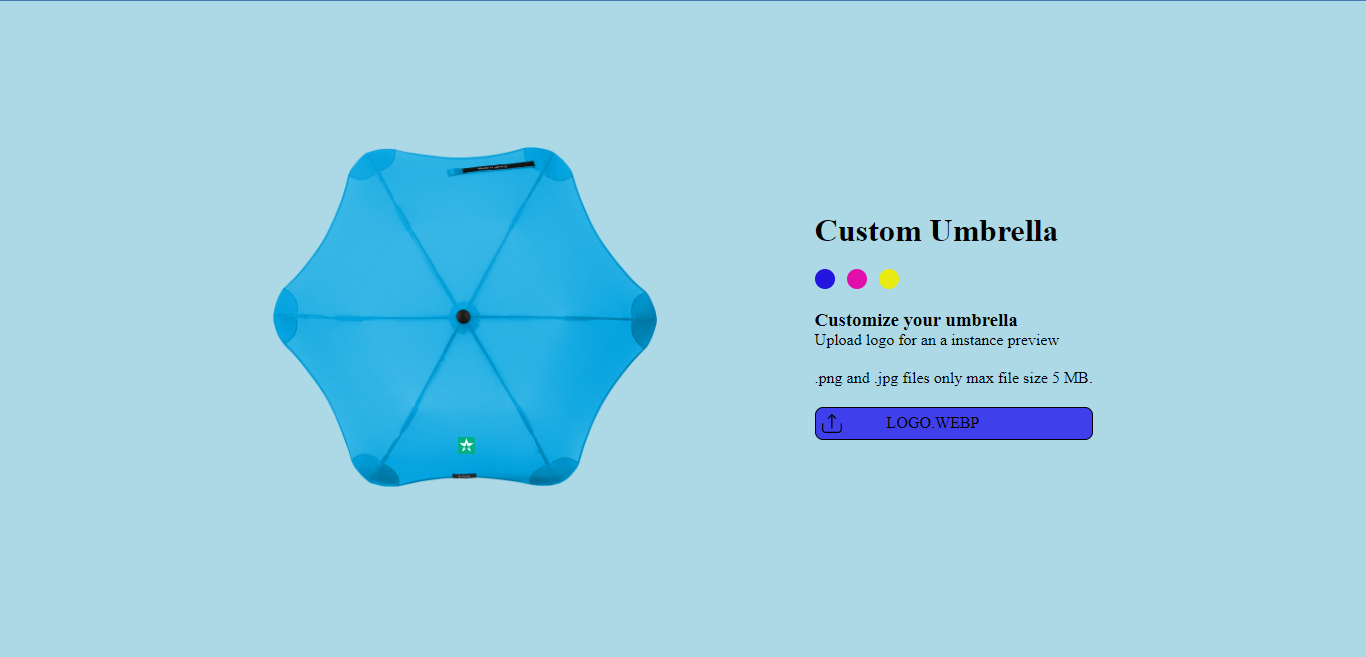 Custom Umbrella
Customize your umbrella
Upload logo for an a instance preview
.png and .jpg files only max file size 5 MB.
LOGO.WEBP